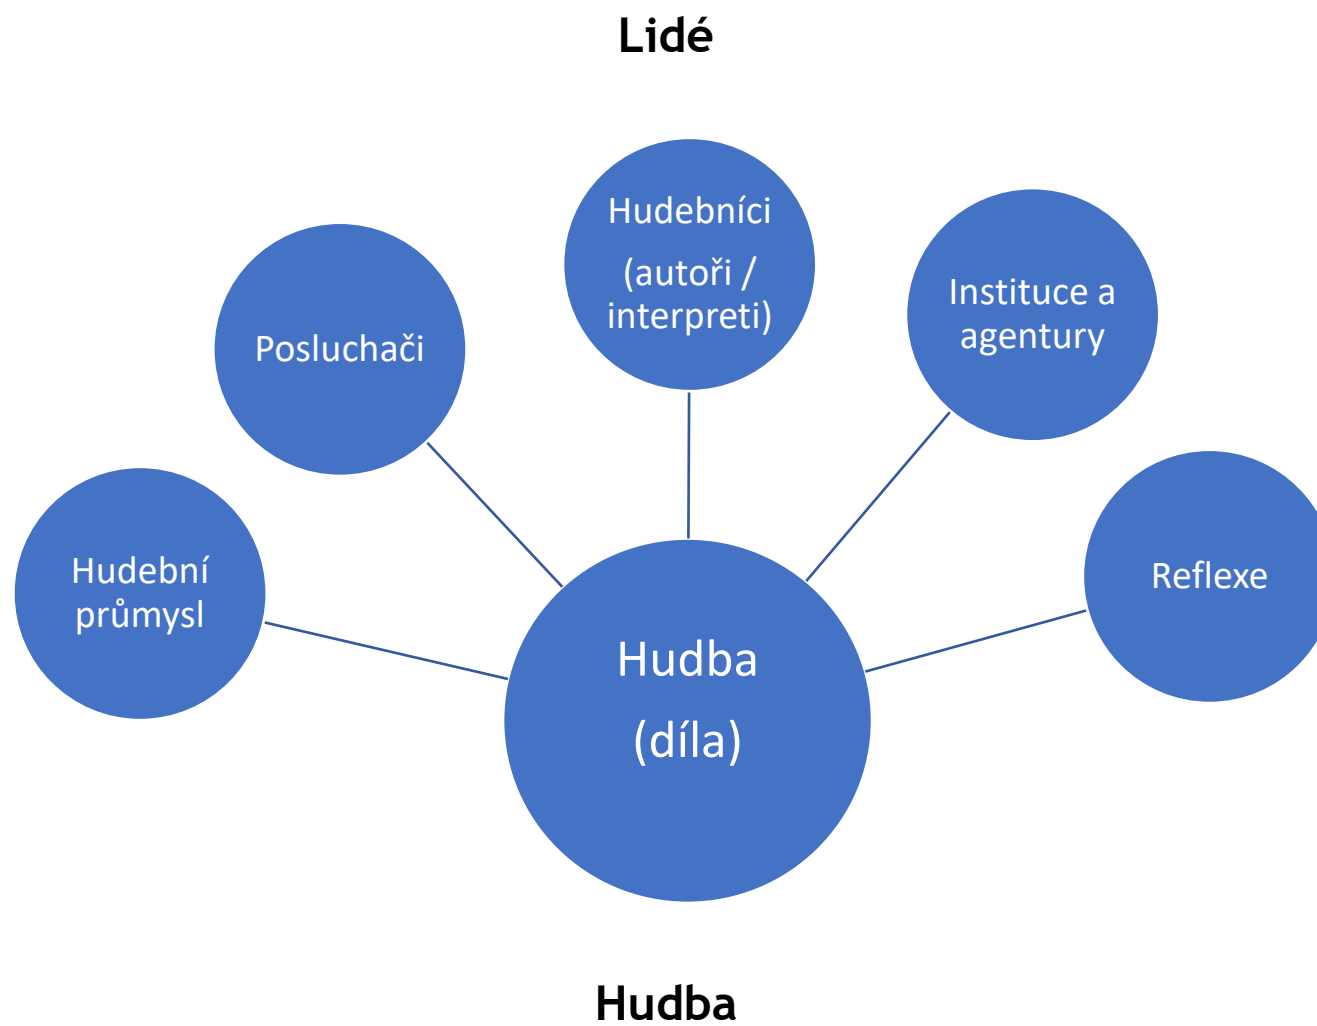 Lidé
Hudebníci
(autoři /
interpreti)
Instituce a
agentury
Posluchači
Hudební
průmysl
Reflexe
Hudba
(díla)
Hudba